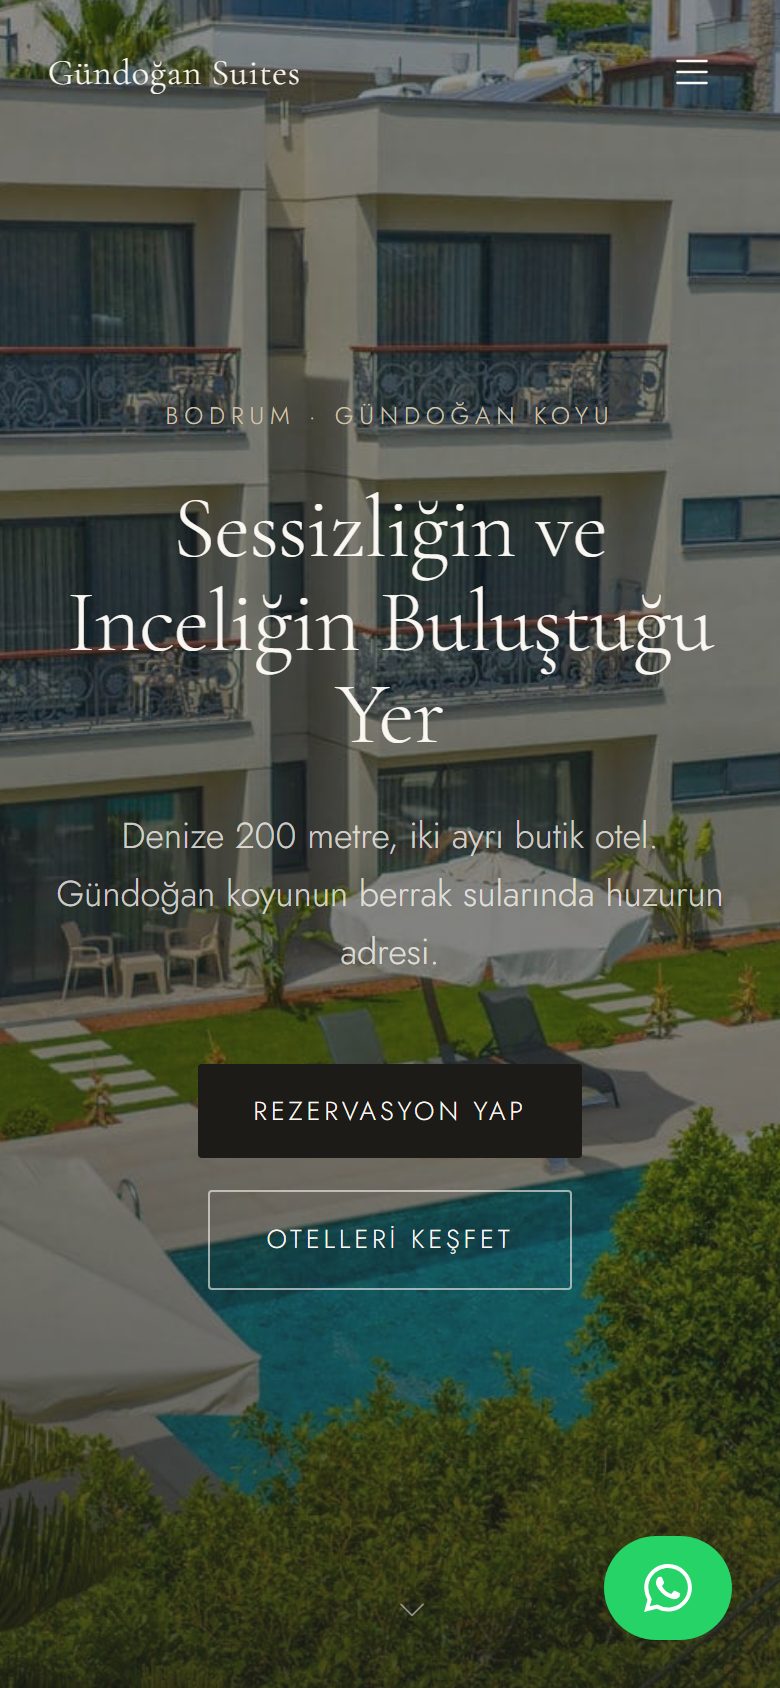 Gündoğan Suites
BODRUM · GÜNDOĞAN KOYU
Sessizliğin ve
Inceliğin Buluştuğu
Yer
Denize 200 metre, iki ayrı butik otel.
Gündoğan koyunun berrak sularında huzurun
adresi.
REZERVASYON YAP
OTELLERİ KEŞFET